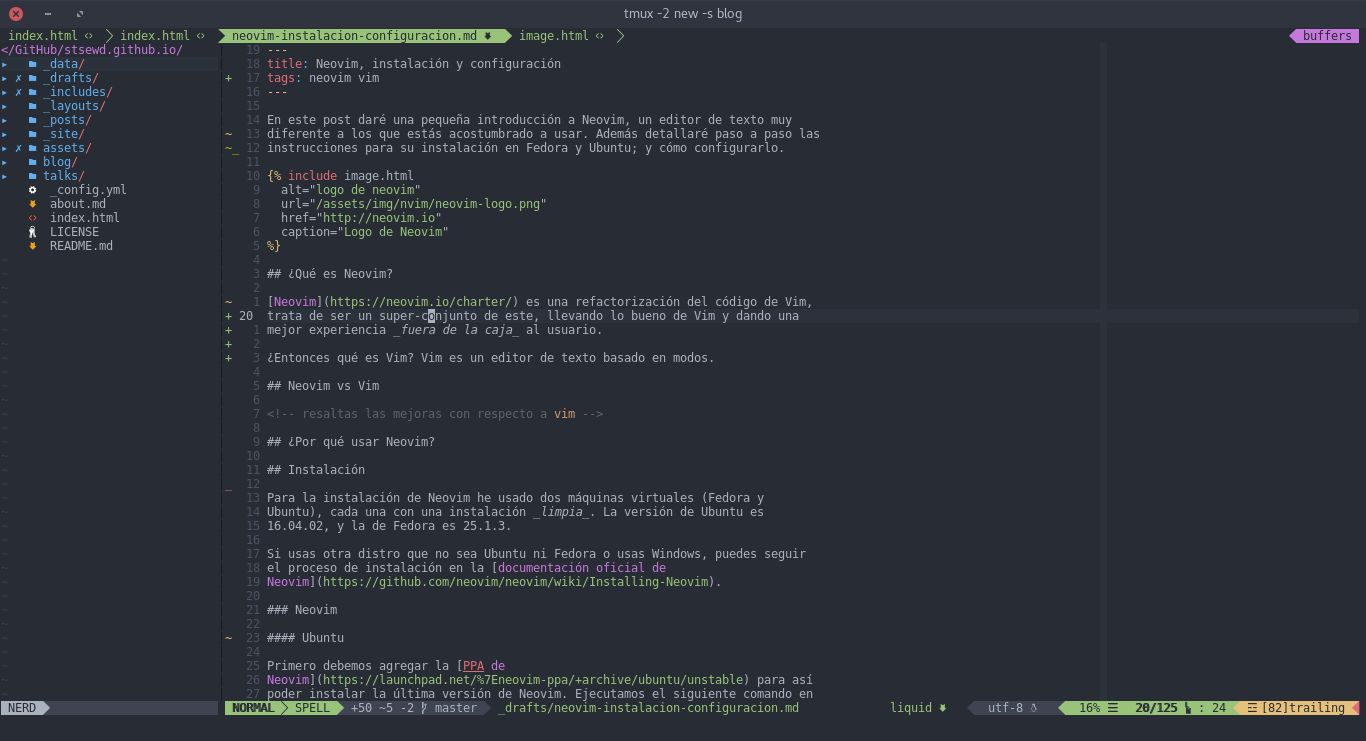 tmux -2 new -s blog
index.html <> index.html <> neovim-instalacion-configuracion.md image.html <> buffers
</GitHub/stsewd.github.io/
▸ _data/
▸ ✗ _drafts/
▸ ✗ _includes/
▸ _layouts/
▸ _posts/
▸ _site/
▸ ✗ assets/
▸ blog/
▸ talks/
_config.yml
about.md
<> index.html
LICENSE
README.md
19 ---
18 title: Neovim, instalación y configuración
+ 17 tags: neovim vim
16 ---
15
14 En este post daré una pequeña introducción a Neovim, un editor de texto muy
~ 13 diferente a los que estás acostumbrado a usar. Además detallaré paso a paso las
~_ 12 instrucciones para su instalación en Fedora y Ubuntu; y cómo configurarlo.
11
10 {% include image.html
9 alt="logo de neovim"
8 url="/assets/img/nvim/neovim-logo.png"
7 href="http://neovim.io"
6 caption="Logo de Neovim"
5 %}
4
3 ## ¿Qué es Neovim?
2
~ 1 [Neovim](https://neovim.io/charter/) es una refactorización del código de Vim,
+ 20 trata de ser un super-conjunto de este, llevando lo bueno de Vim y dando una
+ 1 mejor experiencia _fuera de la caja_ al usuario.
+ 2
+ 3 ¿Entonces qué es Vim? Vim es un editor de texto basado en modos.
4
5 ## Neovim vs Vim
6
7 <!-- resaltas las mejoras con respecto a vim -->
8
9 ## ¿Por qué usar Neovim?
10
11 ## Instalación
_ 12
13 Para la instalación de Neovim he usado dos máquinas virtuales (Fedora y
14 Ubuntu), cada una con una instalación _limpia_. La versión de Ubuntu es
15 16.04.02, y la de Fedora es 25.1.3.
16
17 Si usas otra distro que no sea Ubuntu ni Fedora o usas Windows, puedes seguir
18 el proceso de instalación en la [documentación oficial de
19 Neovim](https://github.com/neovim/neovim/wiki/Installing-Neovim).
20
21 ### Neovim
22
~ 23 #### Ubuntu
24
25 Primero debemos agregar la [PPA de
26 Neovim](https://launchpad.net/%7Eneovim-ppa/+archive/ubuntu/unstable) para así
27 poder instalar la última versión de Neovim. Ejecutamos el siguiente comando en
NERD
NORMAL SPELL +50 ~5 -2 master _drafts/neovim-instalacion-configuracion.md liquid utf-8 16% ☰ 20/125 : 24 [82]trailing